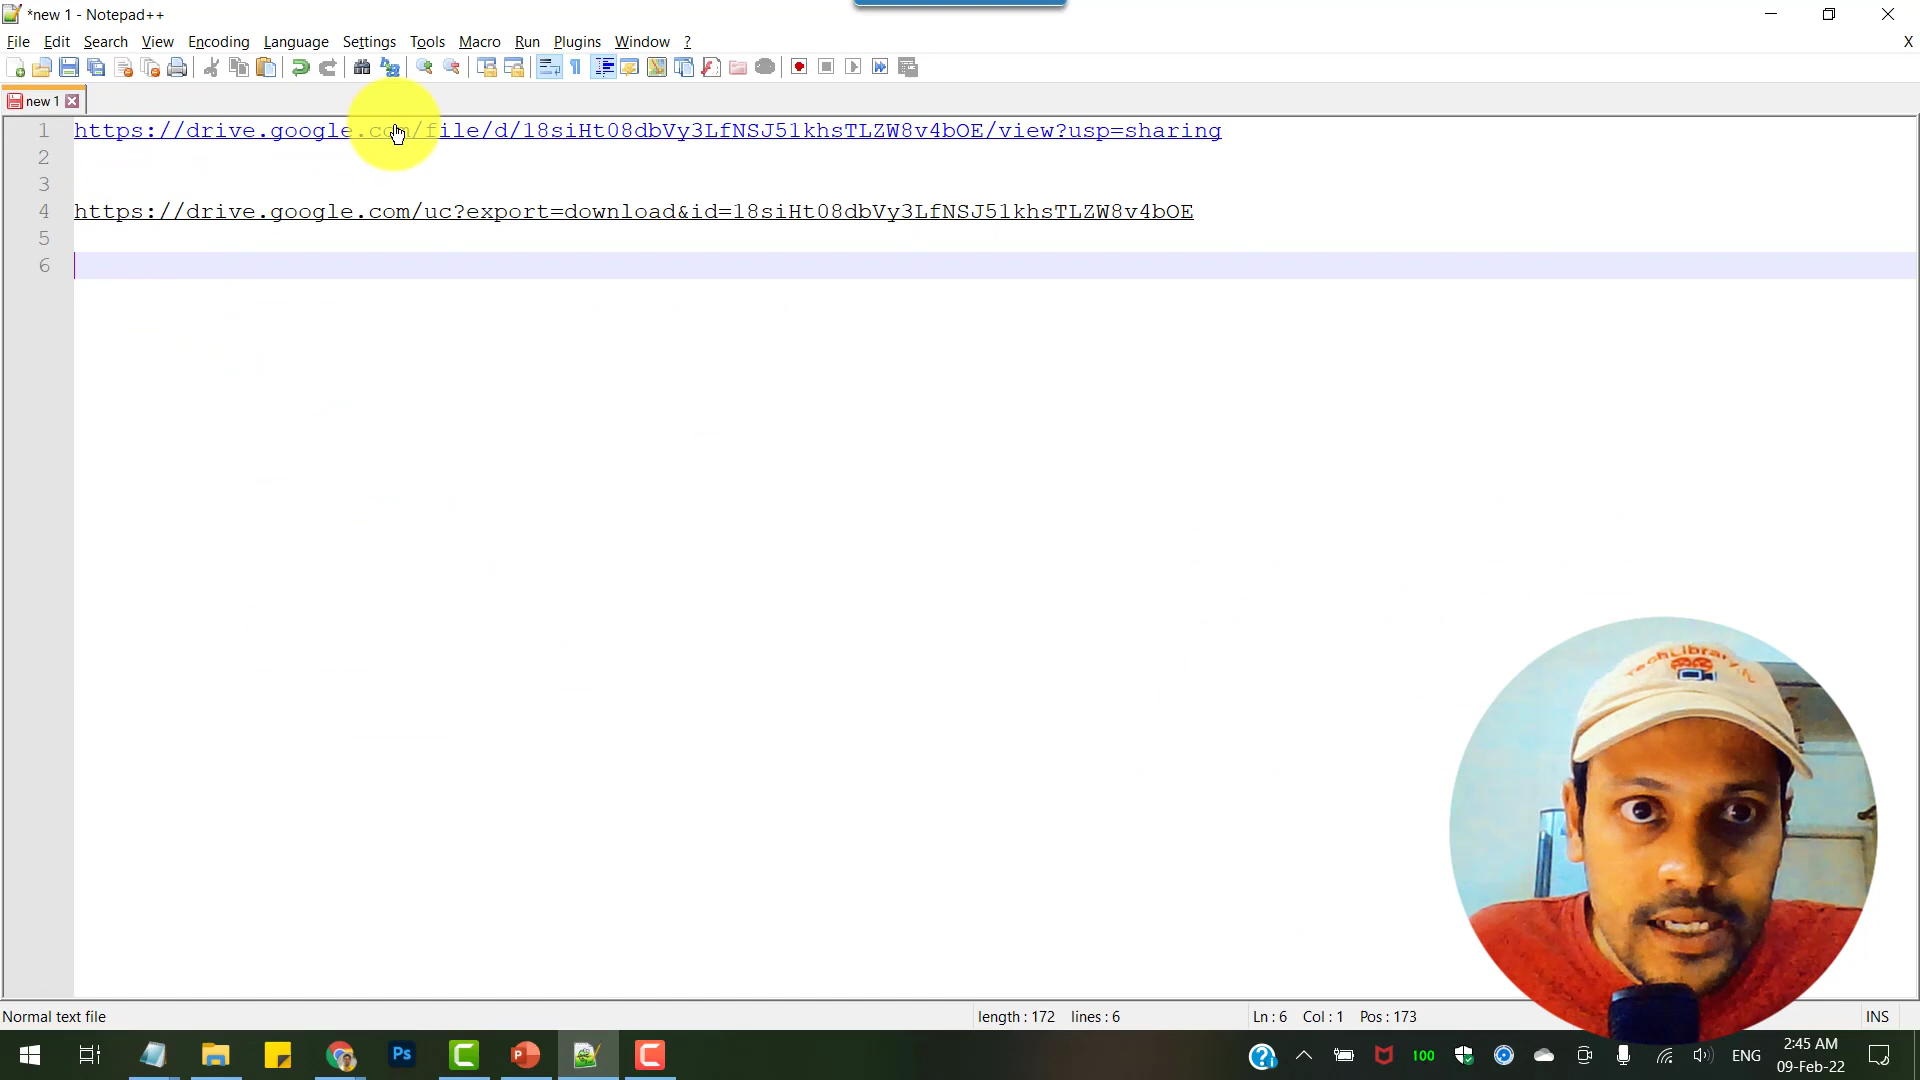 *new 1 - Notepad++
File Edit Search View Encoding Language Settings Tools Macro Run Plugins Window ? X
new 1
1 https://drive.google.com/file/d/18siHt08dbVy3LfNSJ51khsTLZW8v4bOE/view?usp=sharing
2
3
4 https://drive.google.com/uc?export=download&id=18siHt08dbVy3LfNSJ51khsTLZW8v4bOE
5
6
TechLibrary
Normal text file length : 172 lines : 6 Ln : 6 Col : 1 Pos : 173 INS
Ps 100 ENG 2:45 AM
09-Feb-22